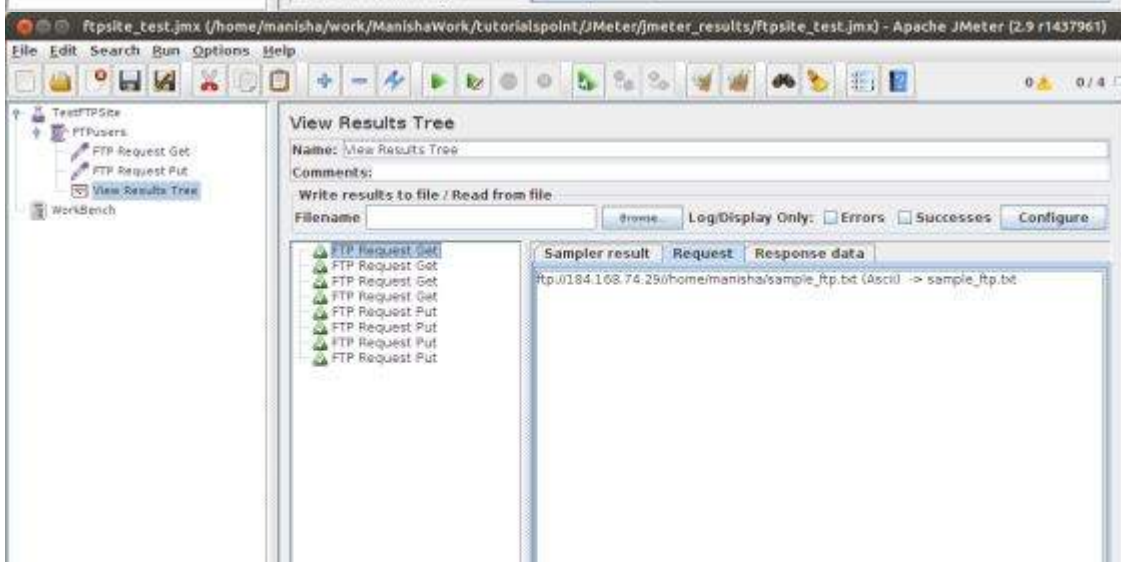 ftpsite_test.jmx (/home/manisha/work/ManishaWork/tutorialspoint/JMeter/jmeter_results/ftpsite_test.jmx) - Apache JMeter (2.9 r1437961)
File Edit Search Run Options Help
0 0 / 4
TestFTPSite
FTPusers
FTP Request Get
FTP Request Put
View Results Tree
WorkBench
View Results Tree
Name: View Results Tree
Comments:
Write results to file / Read from file
Filename Browse... Log/Display Only: Errors Successes Configure
FTP Request Get
FTP Request Get
FTP Request Get
FTP Request Get
FTP Request Put
FTP Request Put
FTP Request Put
FTP Request Put
Sampler result Request Response data
ftp://184.168.74.29//home/manisha/sample_ftp.txt (Ascii) -> sample_ftp.txt